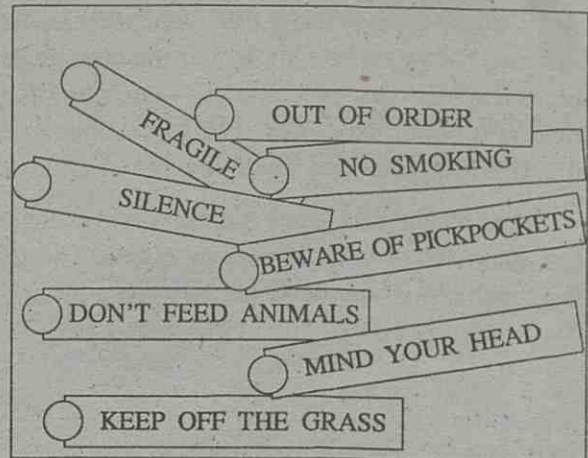 OUT OF ORDER
FRAGILE
NO SMOKING
SILENCE
BEWARE OF PICKPOCKETS
DON'T FEED ANIMALS
MIND YOUR HEAD
KEEP OFF THE GRASS